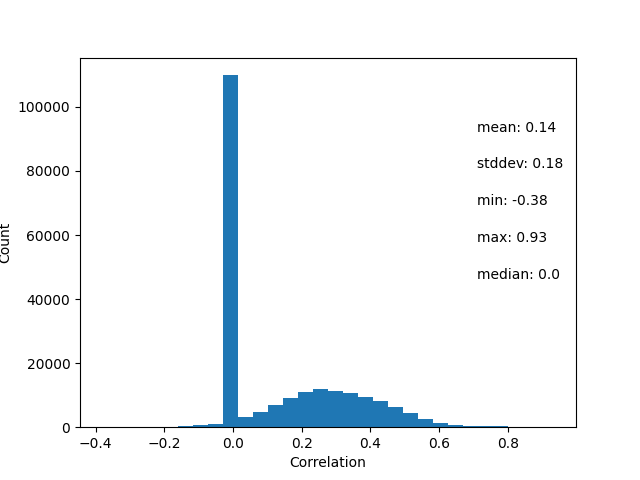 100000
80000
60000
40000
20000
0
Count
mean: 0.14
stddev: 0.18
min: -0.38
max: 0.93
median: 0.0
−0.4
−0.2
0.0
0.2
0.4
0.6
0.8
Correlation